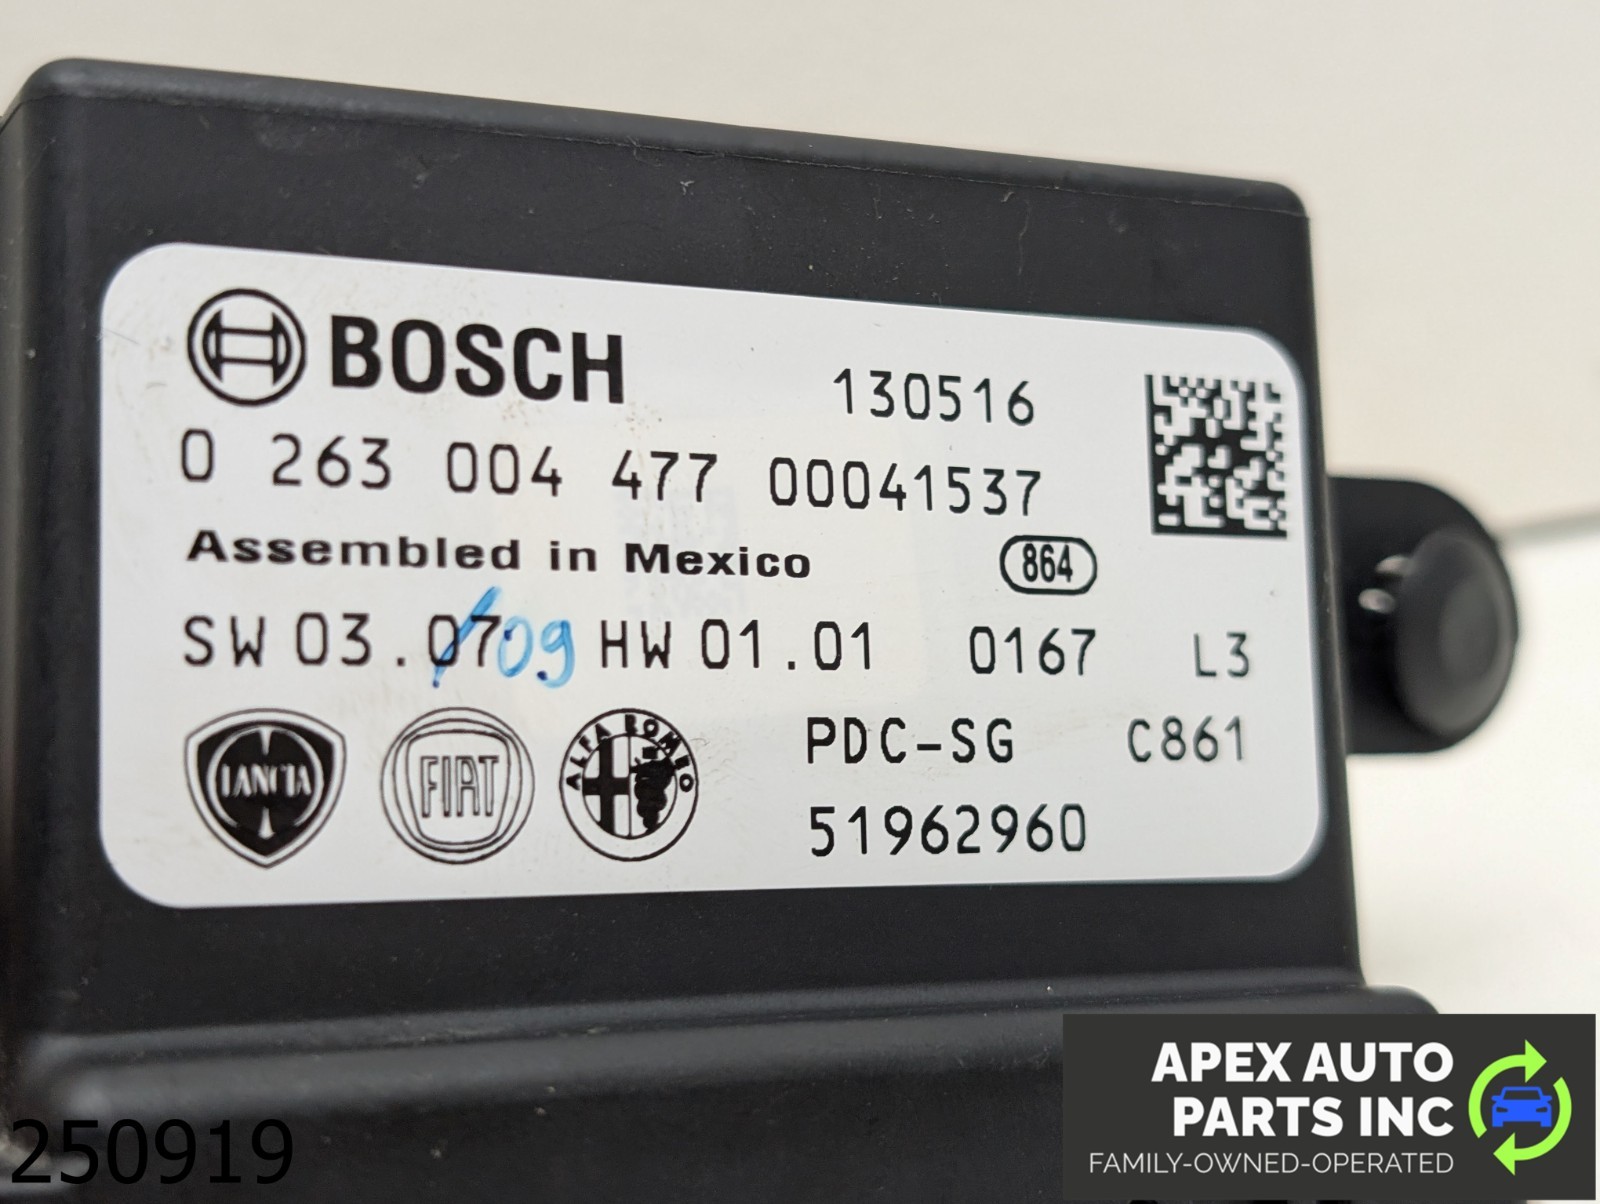 BOSCH 130516
0 263 004 477 00041537
Assembled in Mexico 864
SW 03.07 09 HW 01.01 0167 L3
LANCIA FIAT ALFA ROMEO PDC-SG C861
51962960
250919
APEX AUTO
PARTS INC
FAMILY-OWNED-OPERATED